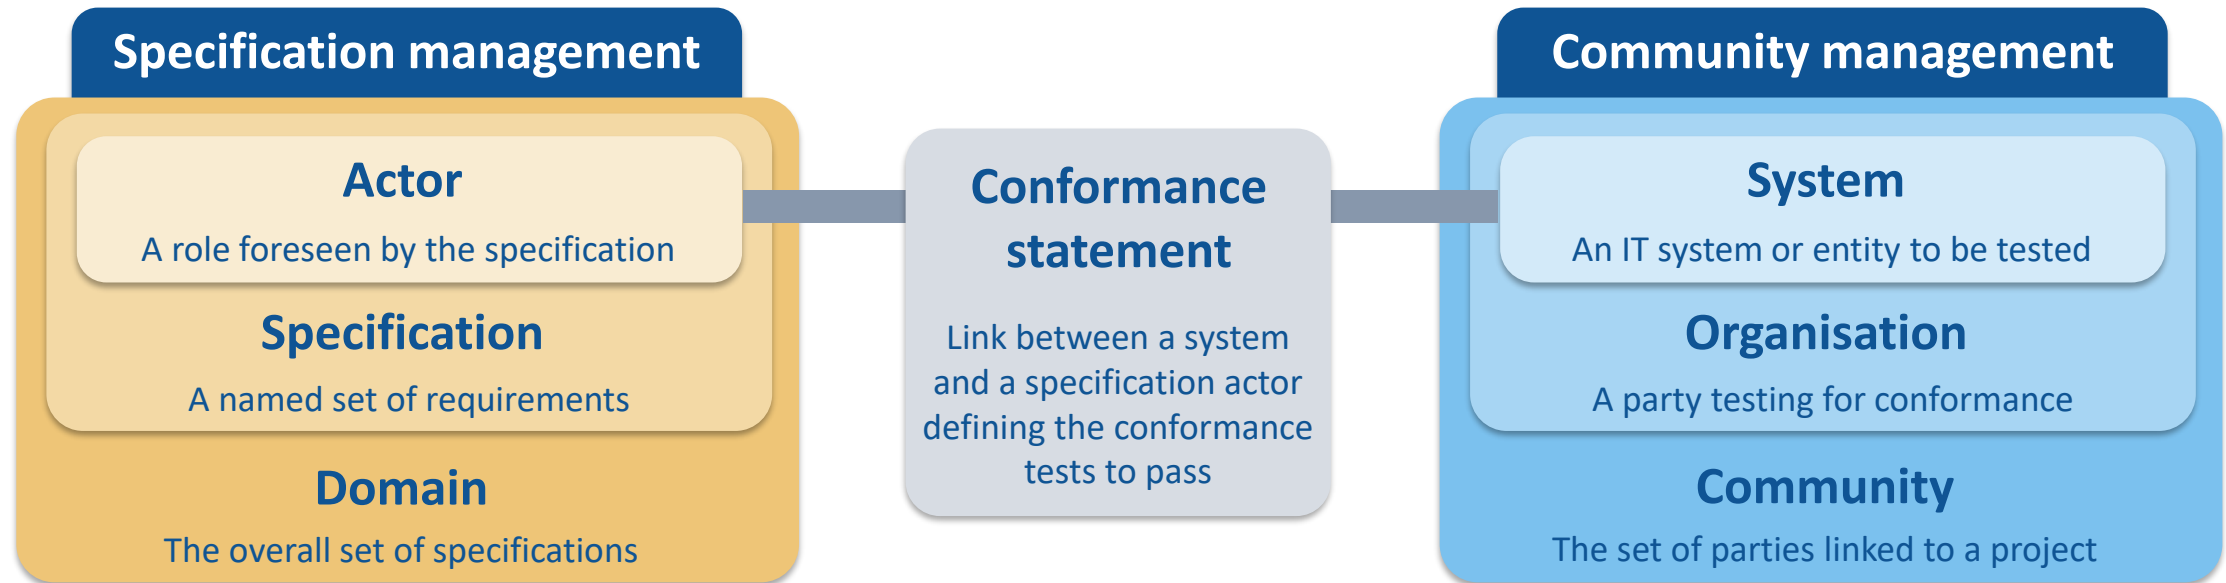 Specification management
Actor
A role foreseen by the specification
Specification
A named set of requirements
Domain
The overall set of specifications
Conformance
statement
Link between a system
and a specification actor
defining the conformance
tests to pass
Community management
System
An IT system or entity to be tested
Organisation
A party testing for conformance
Community
The set of parties linked to a project